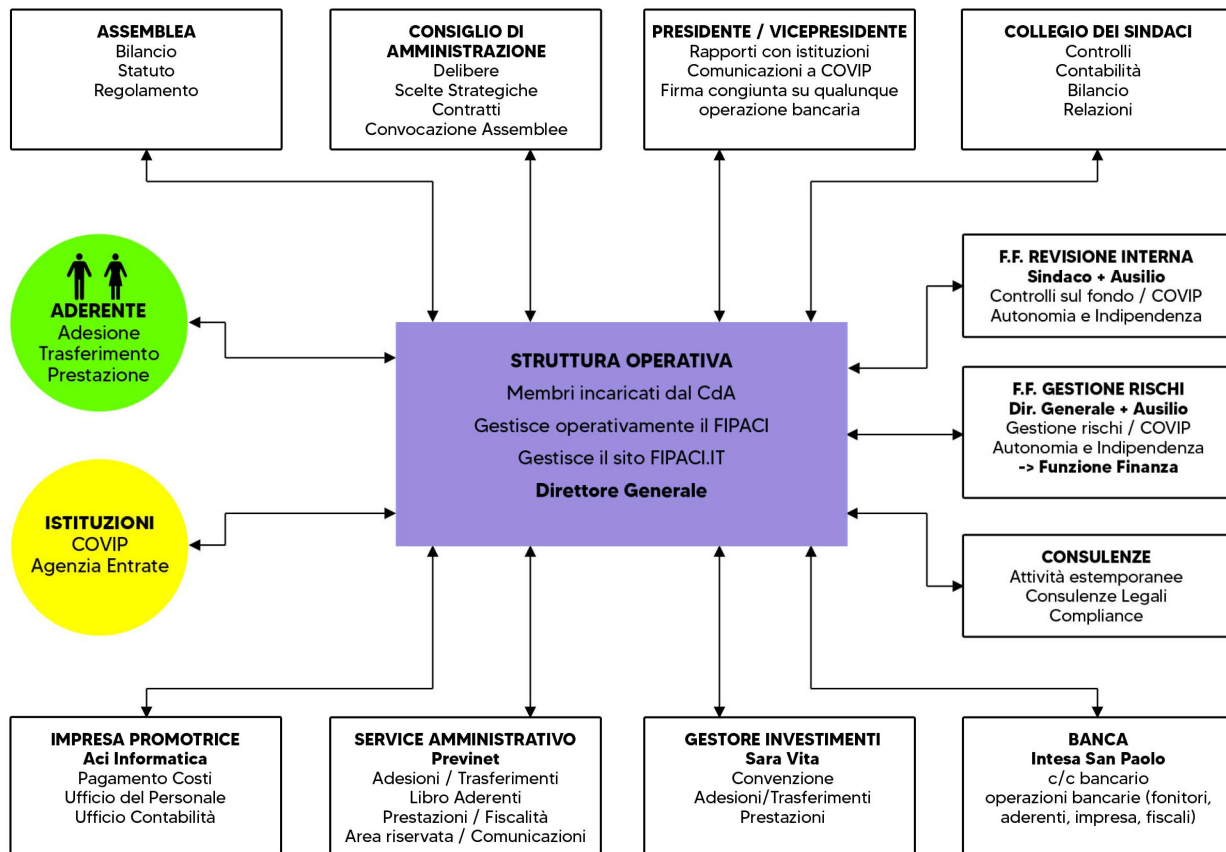 ASSEMBLEA
Bilancio
Statuto
Regolamento
CONSIGLIO DI
AMMINISTRAZIONE
Delibere
Scelte Strategiche
Contratti
Convocazione Assemblee
PRESIDENTE / VICEPRESIDENTE
Rapporti con istituzioni
Comunicazioni a COVIP
Firma congiunta su qualunque
operazione bancaria
COLLEGIO DEI SINDACI
Controlli
Contabilità
Bilancio
Relazioni
ADERENTE
Adesione
Trasferimento
Prestazione
STRUTTURA OPERATIVA
Membri incaricati dal CdA
Gestisce operativamente il FIPACI
Gestisce il sito FIPACI.IT
Direttore Generale
F.F. REVISIONE INTERNA
Sindaco + Ausilio
Controlli sul fondo / COVIP
Autonomia e Indipendenza
F.F. GESTIONE RISCHI
Dir. Generale + Ausilio
Gestione rischi / COVIP
Autonomia e Indipendenza
-> Funzione Finanza
ISTITUZIONI
COVIP
Agenzia Entrate
CONSULENZE
Attività estemporanee
Consulenze Legali
Compliance
IMPRESA PROMOTRICE
Aci Informatica
Pagamento Costi
Ufficio del Personale
Ufficio Contabilità
SERVICE AMMINISTRATIVO
Previnet
Adesioni / Trasferimenti
Libro Aderenti
Prestazioni / Fiscalità
Area riservata / Comunicazioni
GESTORE INVESTIMENTI
Sara Vita
Convenzione
Adesioni/Trasferimenti
Prestazioni
BANCA
Intesa San Paolo
c/c bancario
operazioni bancarie (fonitori,
aderenti, impresa, fiscali)